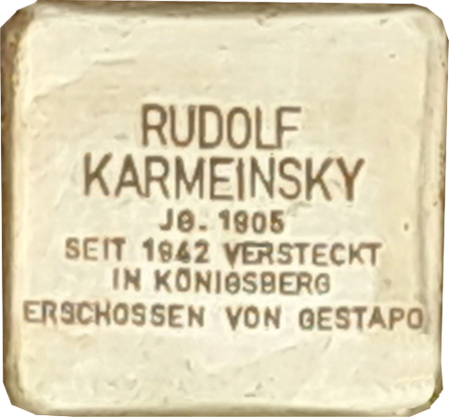 RUDOLF
KARMEINSKY
JG. 1905
SEIT 1942 VERSTECKT
IN KÖNIGSBERG
ERSCHOSSEN VON GESTAPO